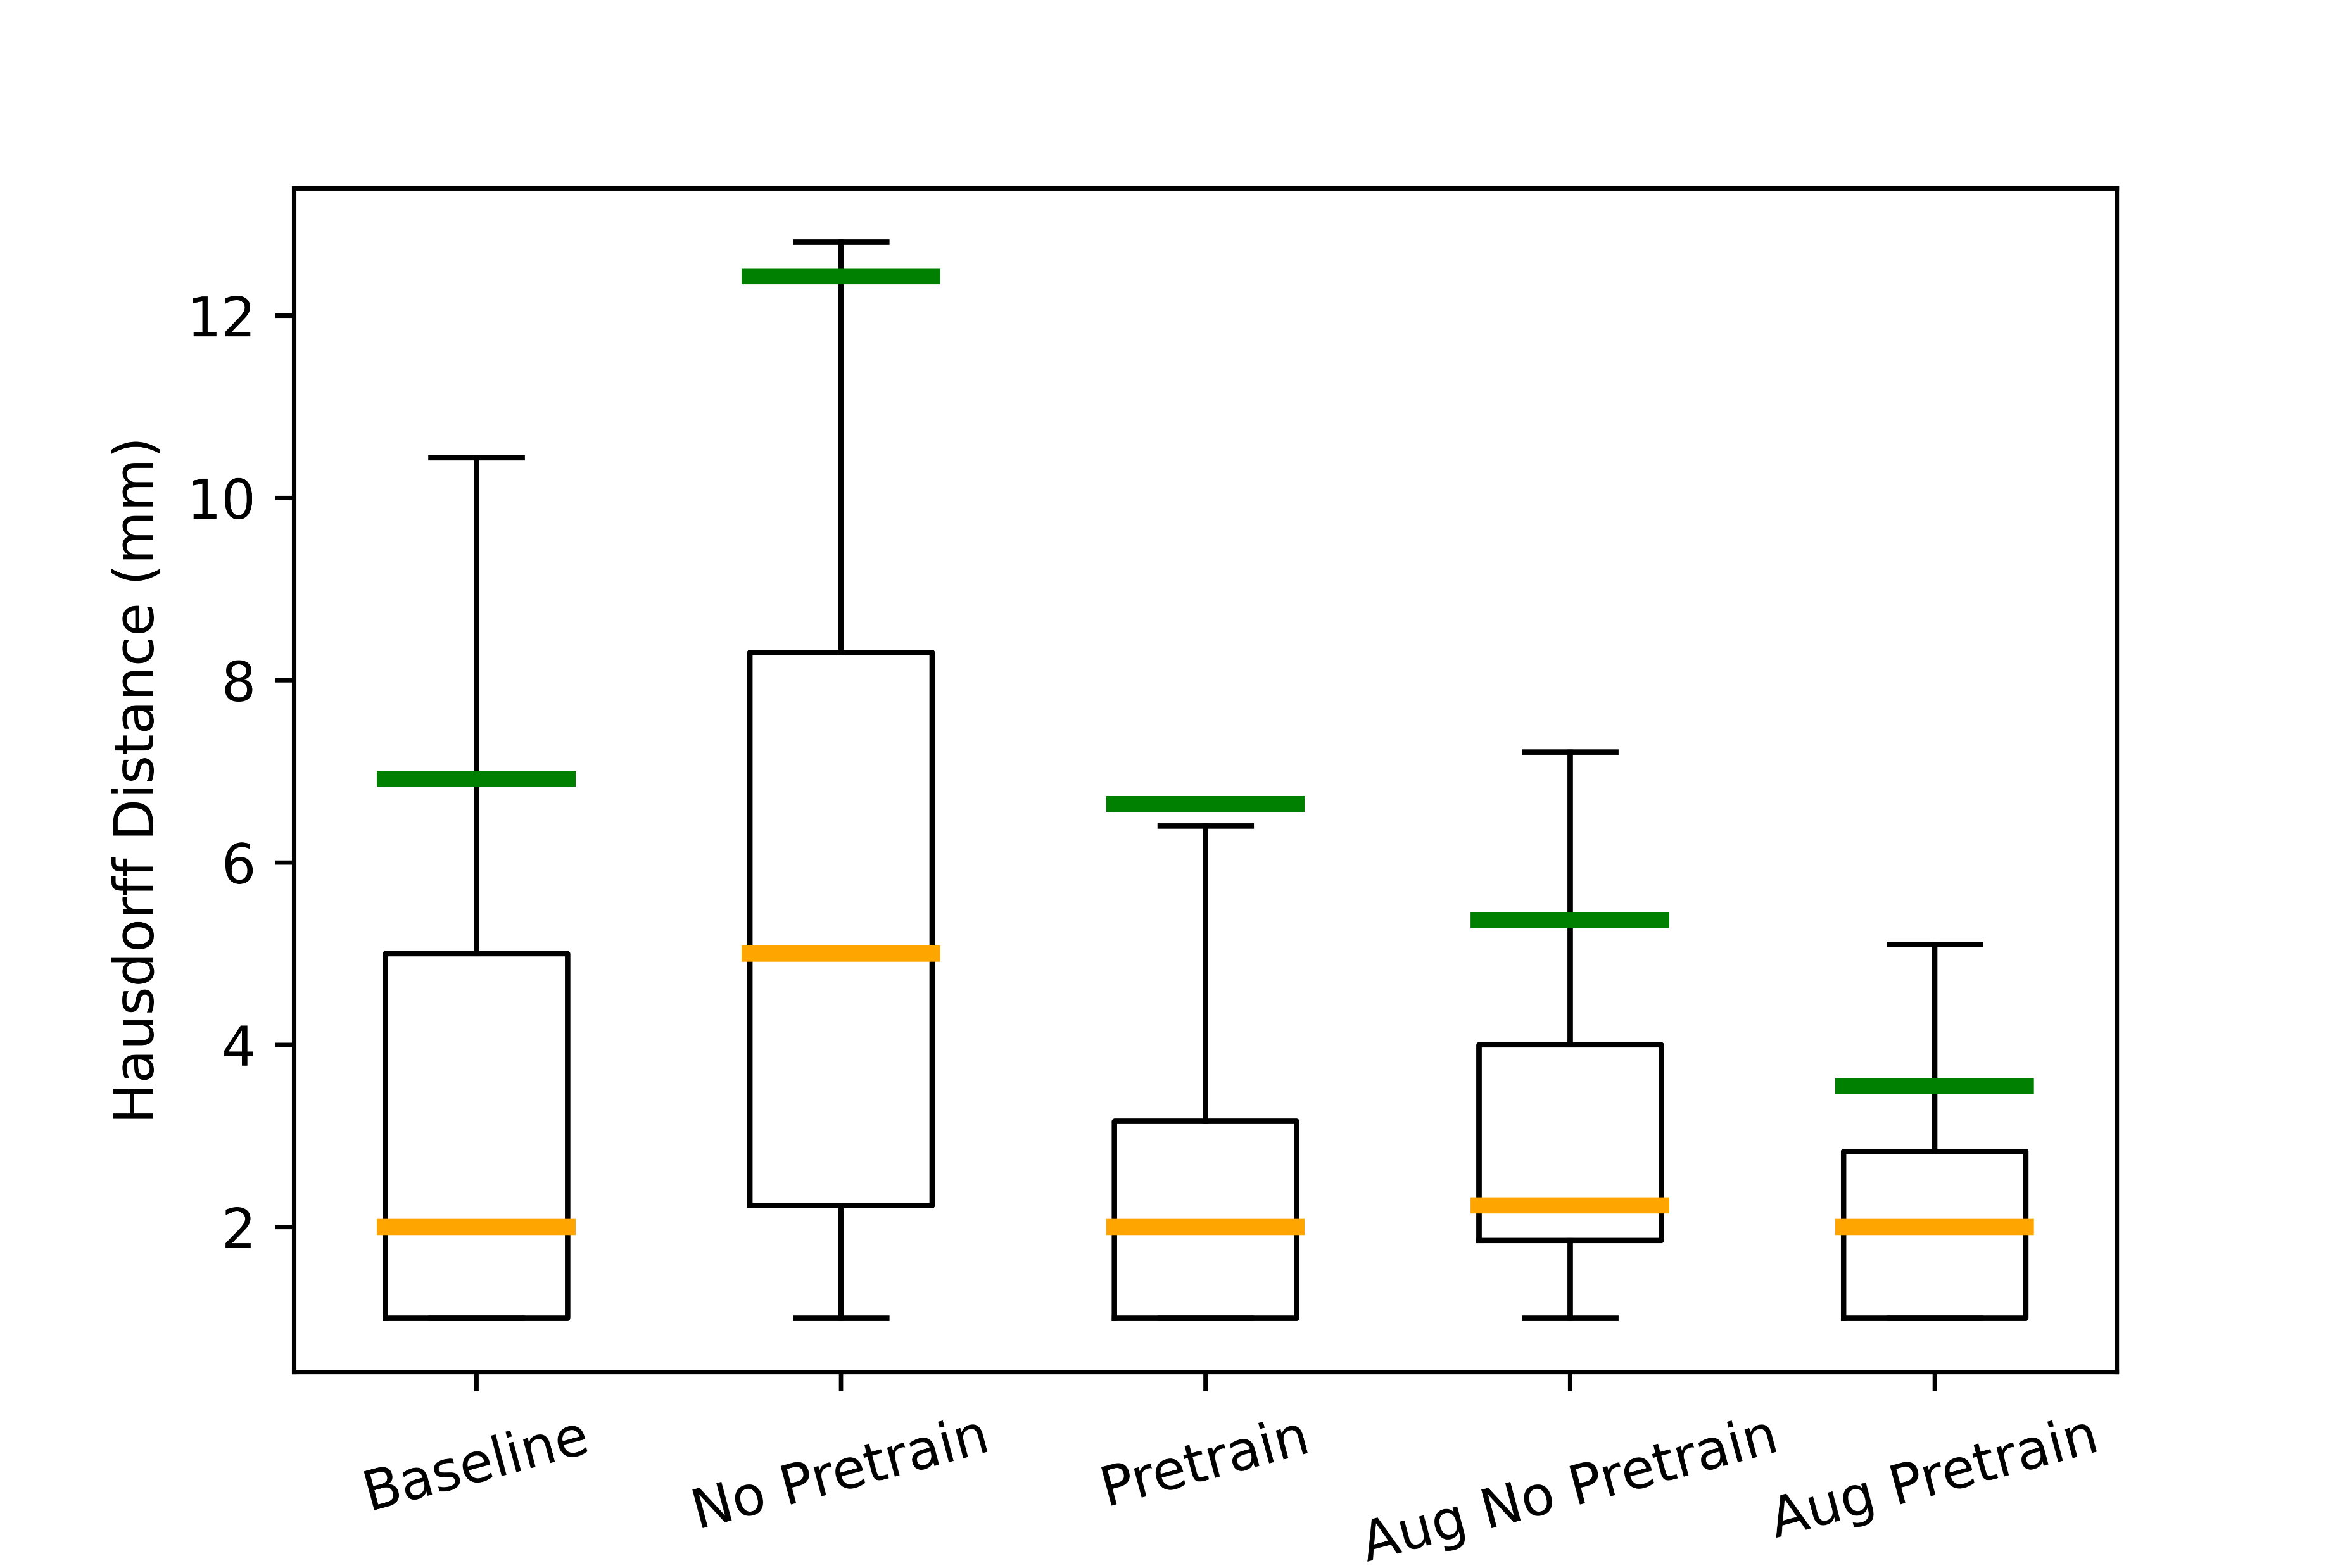 12
10
8
6
4
2
Hausdorff Distance (mm)
Baseline
No Pretrain
Pretrain
Aug No Pretrain
Aug Pretrain